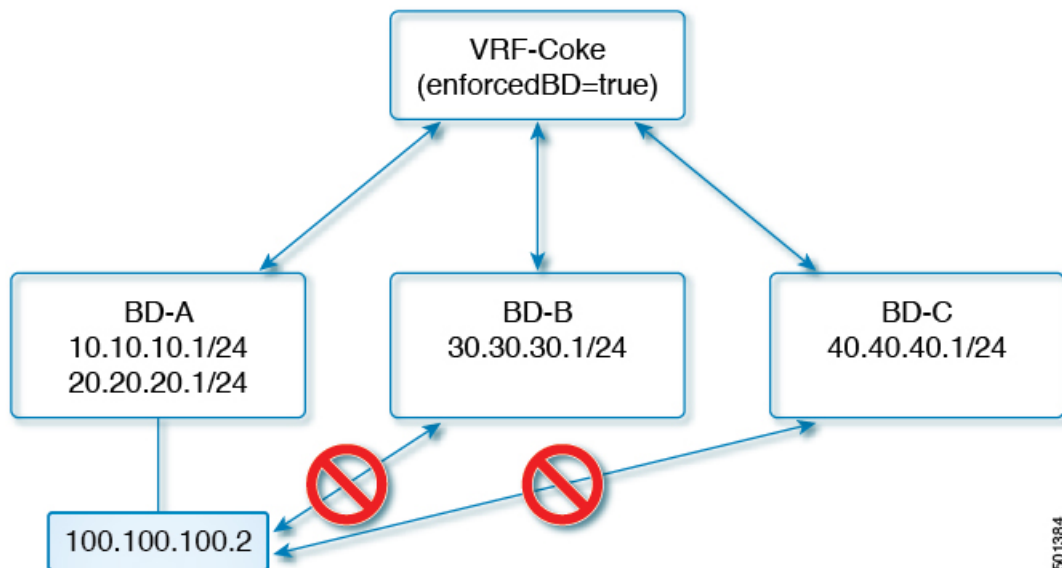 VRF-Coke
(enforcedBD=true)
BD-A
10.10.10.1/24
20.20.20.1/24
BD-B
30.30.30.1/24
BD-C
40.40.40.1/24
100.100.100.2
501384